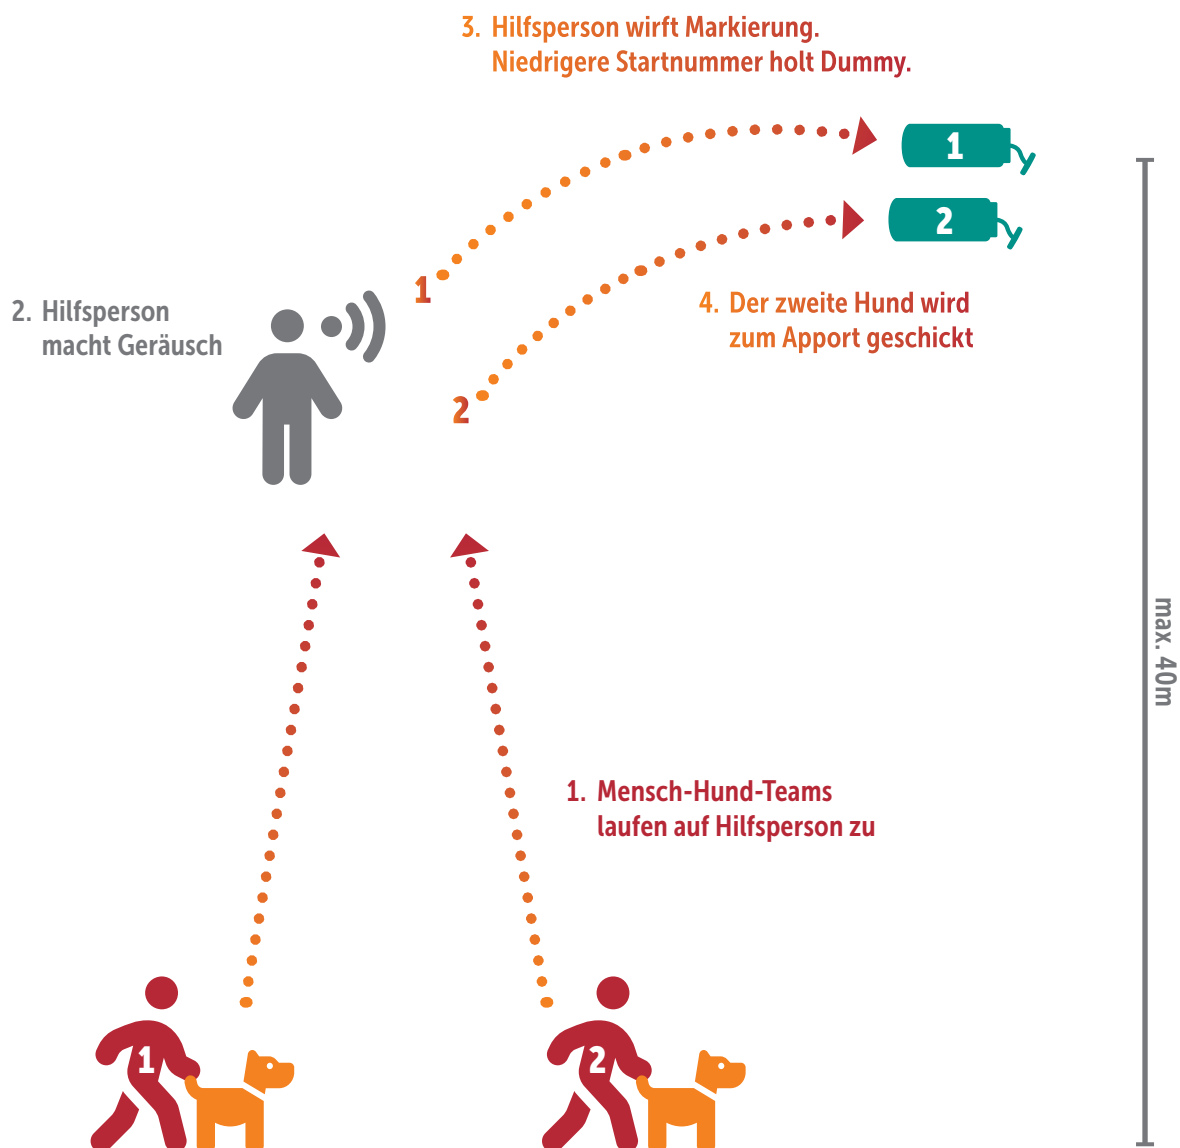 3. Hilfsperson wirft Markierung.
Niedrigere Startnummer holt Dummy.
1
2
1
2. Hilfsperson
macht Geräusch
4. Der zweite Hund wird
zum Apport geschickt
2
max. 40m
1. Mensch-Hund-Teams
laufen auf Hilfsperson zu
1
2